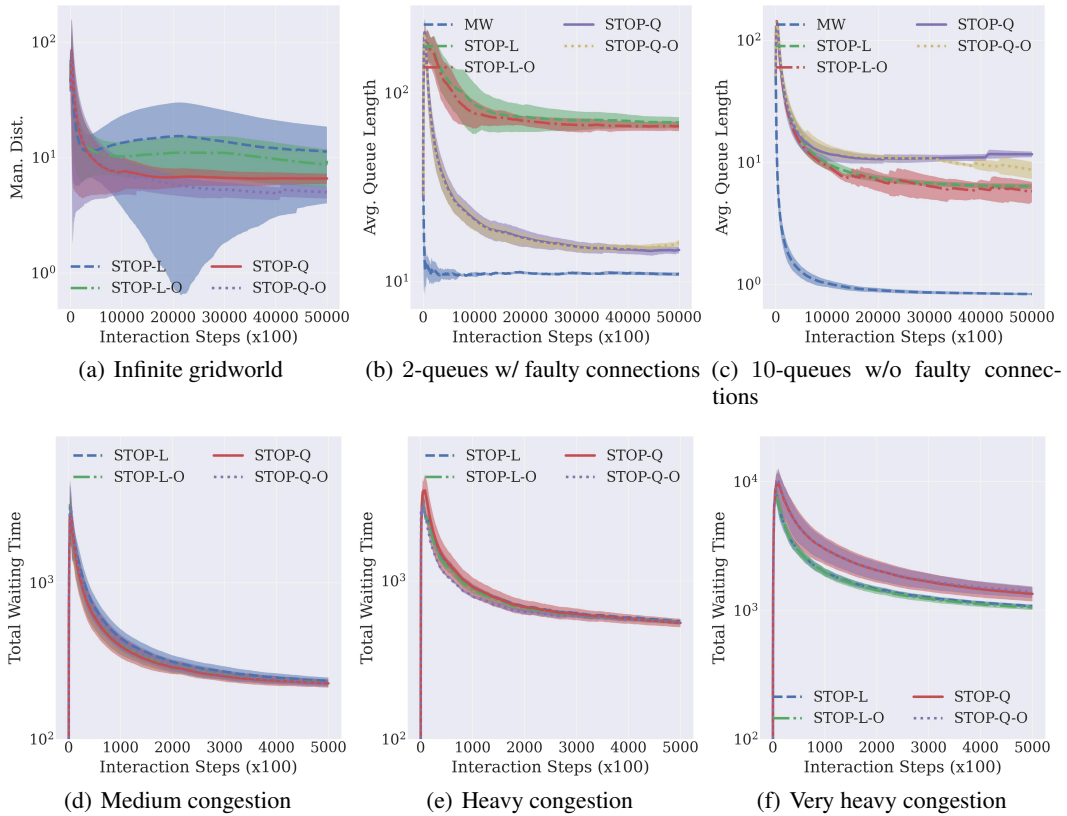 Man. Dist.
10²
10¹
10⁰
STOP-L
STOP-L-O
STOP-Q
STOP-Q-O
0 10000 20000 30000 40000 50000
Interaction Steps (x100)
(a) Infinite gridworld
Avg. Queue Length
10²
10¹
MW
STOP-L
STOP-L-O
STOP-Q
STOP-Q-O
0 10000 20000 30000 40000 50000
Interaction Steps (x100)
(b) 2-queues w/ faulty connections
Avg. Queue Length
10²
10¹
10⁰
MW
STOP-L
STOP-L-O
STOP-Q
STOP-Q-O
0 10000 20000 30000 40000 50000
Interaction Steps (x100)
(c) 10-queues w/o faulty connec-
tions
Total Waiting Time
10³
10²
STOP-L
STOP-L-O
STOP-Q
STOP-Q-O
0 1000 2000 3000 4000 5000
Interaction Steps (x100)
(d) Medium congestion
Total Waiting Time
10³
10²
STOP-L
STOP-L-O
STOP-Q
STOP-Q-O
0 1000 2000 3000 4000 5000
Interaction Steps (x100)
(e) Heavy congestion
Total Waiting Time
10⁴
10³
10²
STOP-L
STOP-L-O
STOP-Q
STOP-Q-O
0 1000 2000 3000 4000 5000
Interaction Steps (x100)
(f) Very heavy congestion